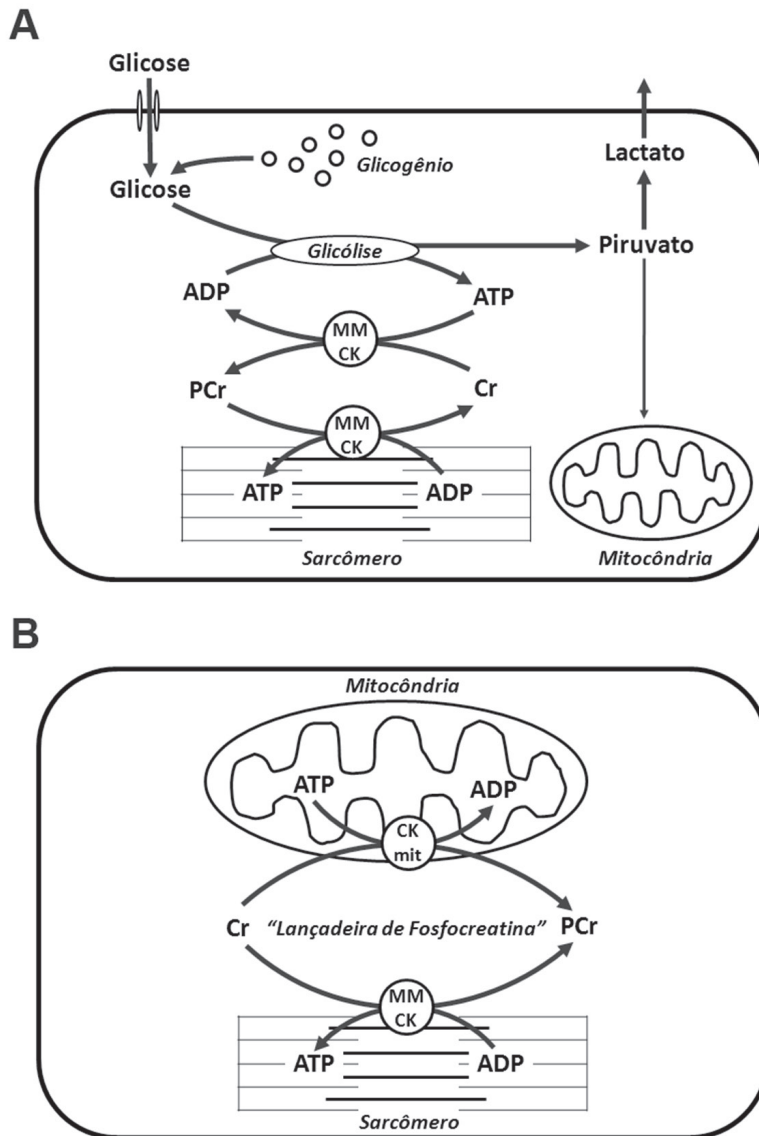 A
Glicose
Glicogênio
Lactato
Glicose
Glicólise
Piruvato
ADP
ATP
MM
CK
PCr
Cr
MM
CK
ATP
ADP
Sarcômero
Mitocôndria
B
Mitocôndria
ATP
ADP
CK
mit
Cr
“Lançadeira de Fosfocreatina”
PCr
MM
CK
ATP
ADP
Sarcômero